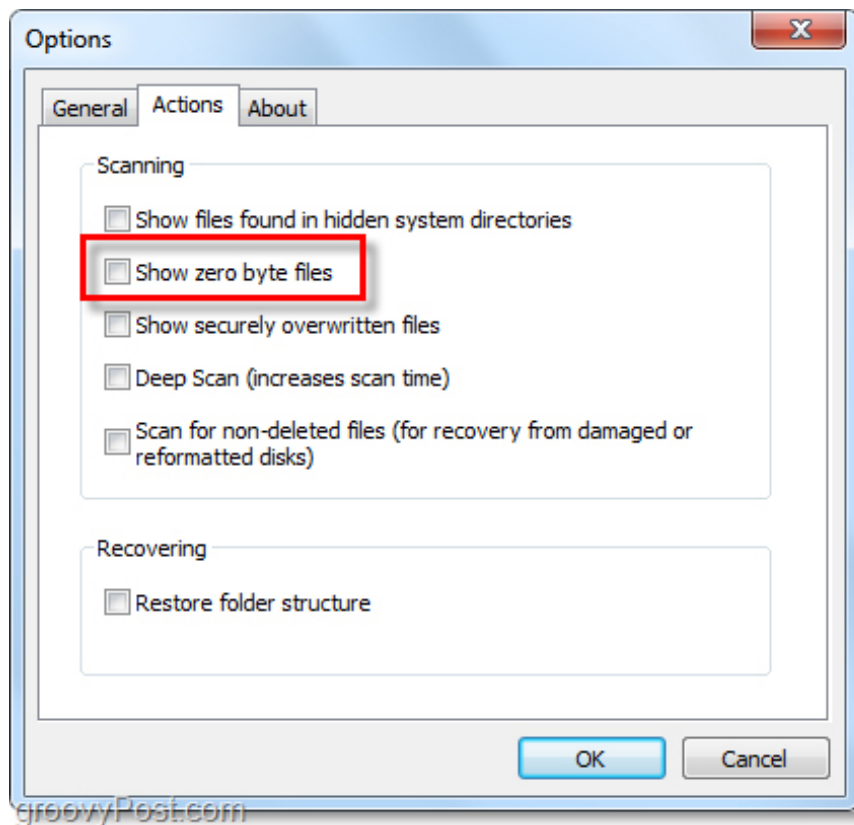 Options
General Actions About
Scanning
Show files found in hidden system directories
Show zero byte files
Show securely overwritten files
Deep Scan (increases scan time)
Scan for non-deleted files (for recovery from damaged or
reformatted disks)
Recovering
Restore folder structure
OK Cancel
groovyPost.com